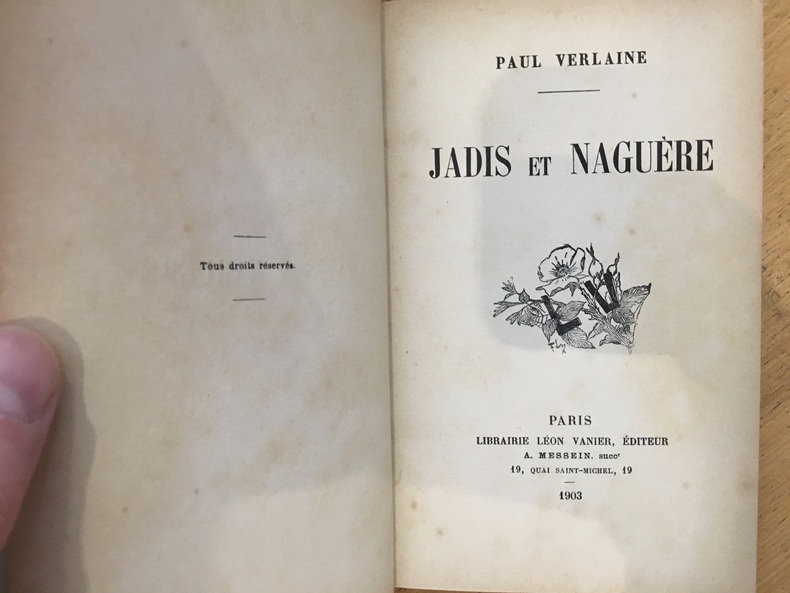 Tous droits réservés.
PAUL VERLAINE
JADIS ET NAGUÈRE
LV
PARIS
LIBRAIRIE LÉON VANIER, ÉDITEUR
A. MESSEIN, succʳ
19, QUAI SAINT-MICHEL, 19
1903